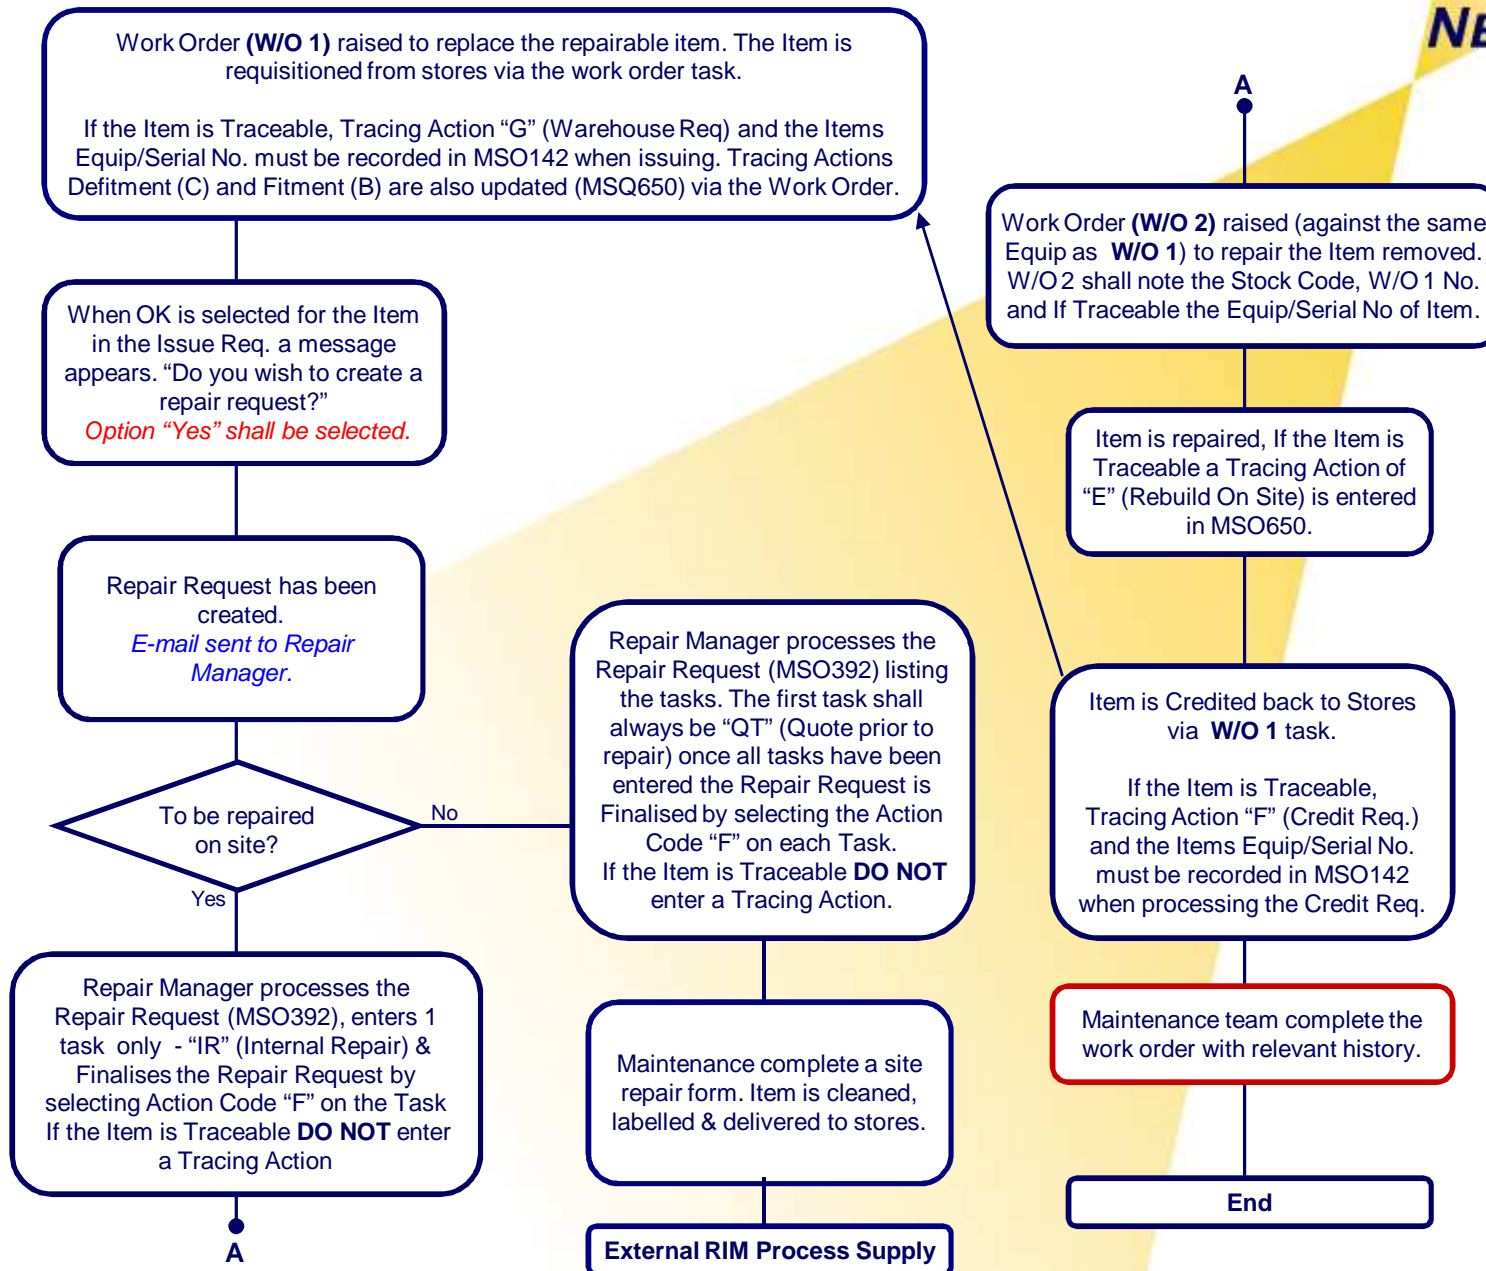 Work Order (W/O 1) raised to replace the repairable item. The Item is
requisitioned from stores via the work order task.
If the Item is Traceable, Tracing Action “G” (Warehouse Req) and the Items
Equip/Serial No. must be recorded in MSO142 when issuing. Tracing Actions
Defitment (C) and Fitment (B) are also updated (MSQ650) via the Work Order.
When OK is selected for the Item
in the Issue Req. a message
appears. “Do you wish to create a
repair request?”
Option “Yes” shall be selected.
Repair Request has been
created.
E-mail sent to Repair
Manager.
To be repaired
on site?
No
Yes
Repair Manager processes the
Repair Request (MSO392), enters 1
task only - “IR” (Internal Repair) &
Finalises the Repair Request by
selecting Action Code “F” on the Task
If the Item is Traceable DO NOT enter
a Tracing Action
A
Repair Manager processes the
Repair Request (MSO392) listing
the tasks. The first task shall
always be “QT” (Quote prior to
repair) once all tasks have been
entered the Repair Request is
Finalised by selecting the Action
Code “F” on each Task.
If the Item is Traceable DO NOT
enter a Tracing Action.
Maintenance complete a site
repair form. Item is cleaned,
labelled & delivered to stores.
External RIM Process Supply
A
Work Order (W/O 2) raised (against the same
Equip as W/O 1) to repair the Item removed.
W/O 2 shall note the Stock Code, W/O 1 No.
and If Traceable the Equip/Serial No of Item.
Item is repaired, If the Item is
Traceable a Tracing Action of
“E” (Rebuild On Site) is entered
in MSO650.
Item is Credited back to Stores
via W/O 1 task.
If the Item is Traceable,
Tracing Action “F” (Credit Req.)
and the Items Equip/Serial No.
must be recorded in MSO142
when processing the Credit Req.
Maintenance team complete the
work order with relevant history.
End